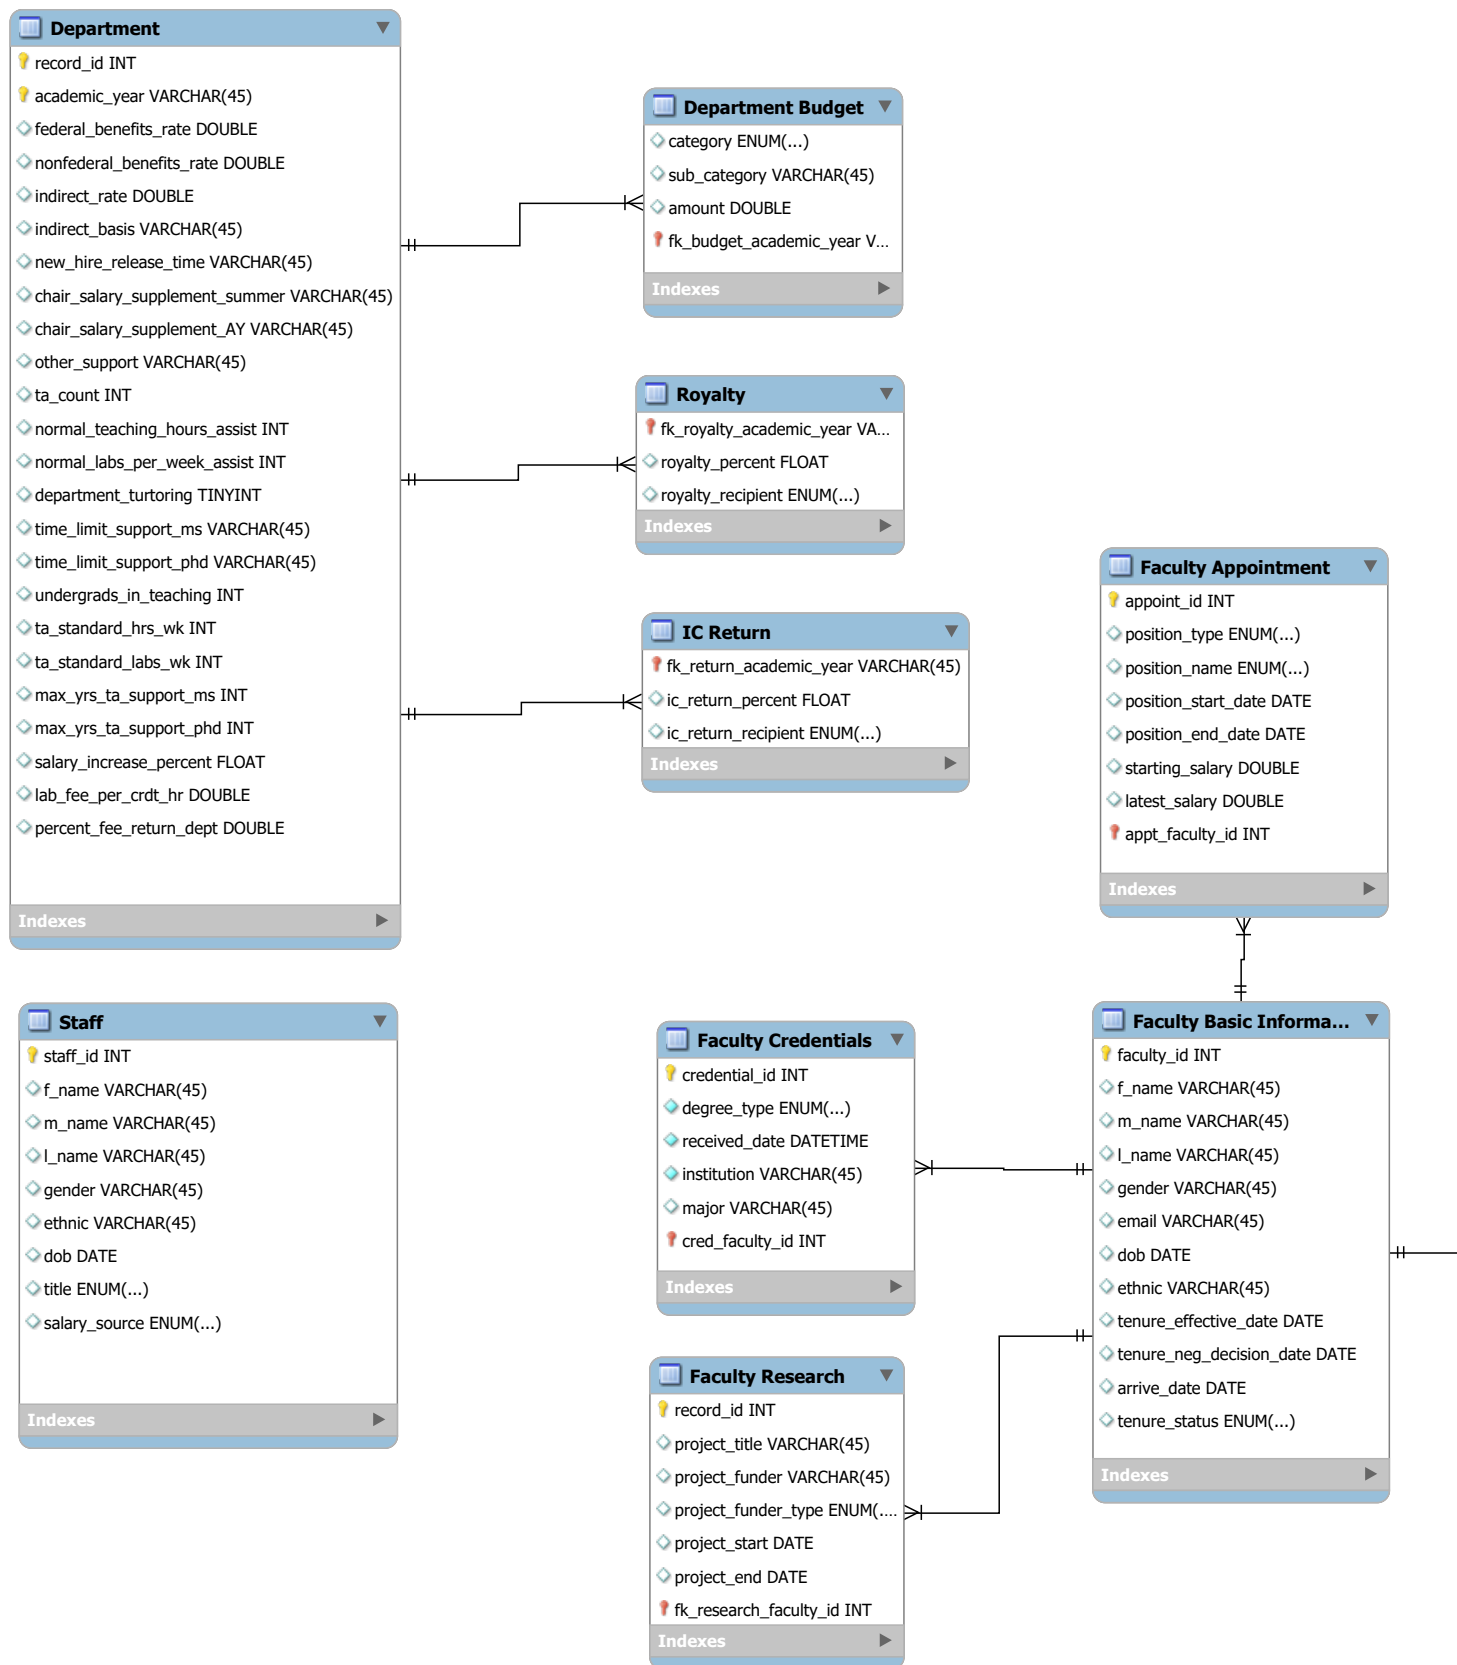 Department
record_id INT
academic_year VARCHAR(45)
federal_benefits_rate DOUBLE
nonfederal_benefits_rate DOUBLE
indirect_rate DOUBLE
indirect_basis VARCHAR(45)
new_hire_release_time VARCHAR(45)
chair_salary_supplement_summer VARCHAR(45)
chair_salary_supplement_AY VARCHAR(45)
other_support VARCHAR(45)
ta_count INT
normal_teaching_hours_assist INT
normal_labs_per_week_assist INT
department_turtoring TINYINT
time_limit_support_ms VARCHAR(45)
time_limit_support_phd VARCHAR(45)
undergrads_in_teaching INT
ta_standard_hrs_wk INT
ta_standard_labs_wk INT
max_yrs_ta_support_ms INT
max_yrs_ta_support_phd INT
salary_increase_percent FLOAT
lab_fee_per_crdt_hr DOUBLE
percent_fee_return_dept DOUBLE
Indexes
Department Budget
category ENUM(...)
sub_category VARCHAR(45)
amount DOUBLE
fk_budget_academic_year V...
Indexes
Royalty
fk_royalty_academic_year VA...
royalty_percent FLOAT
royalty_recipient ENUM(...)
Indexes
IC Return
fk_return_academic_year VARCHAR(45)
ic_return_percent FLOAT
ic_return_recipient ENUM(...)
Indexes
Faculty Appointment
appoint_id INT
position_type ENUM(...)
position_name ENUM(...)
position_start_date DATE
position_end_date DATE
starting_salary DOUBLE
latest_salary DOUBLE
appt_faculty_id INT
Indexes
Staff
staff_id INT
f_name VARCHAR(45)
m_name VARCHAR(45)
l_name VARCHAR(45)
gender VARCHAR(45)
ethnic VARCHAR(45)
dob DATE
title ENUM(...)
salary_source ENUM(...)
Indexes
Faculty Credentials
credential_id INT
degree_type ENUM(...)
received_date DATETIME
institution VARCHAR(45)
major VARCHAR(45)
cred_faculty_id INT
Indexes
Faculty Basic Informa...
faculty_id INT
f_name VARCHAR(45)
m_name VARCHAR(45)
l_name VARCHAR(45)
gender VARCHAR(45)
email VARCHAR(45)
dob DATE
ethnic VARCHAR(45)
tenure_effective_date DATE
tenure_neg_decision_date DATE
arrive_date DATE
tenure_status ENUM(...)
Indexes
Faculty Research
record_id INT
project_title VARCHAR(45)
project_funder VARCHAR(45)
project_funder_type ENUM(....
project_start DATE
project_end DATE
fk_research_faculty_id INT
Indexes